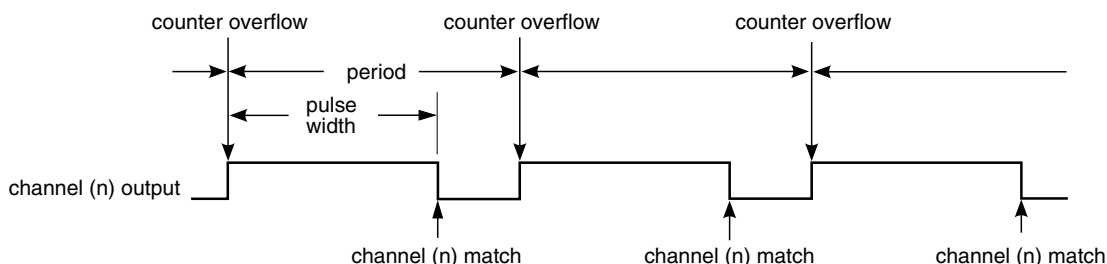 counter overflow counter overflow counter overflow
period
pulse
width
channel (n) output
channel (n) match channel (n) match channel (n) match